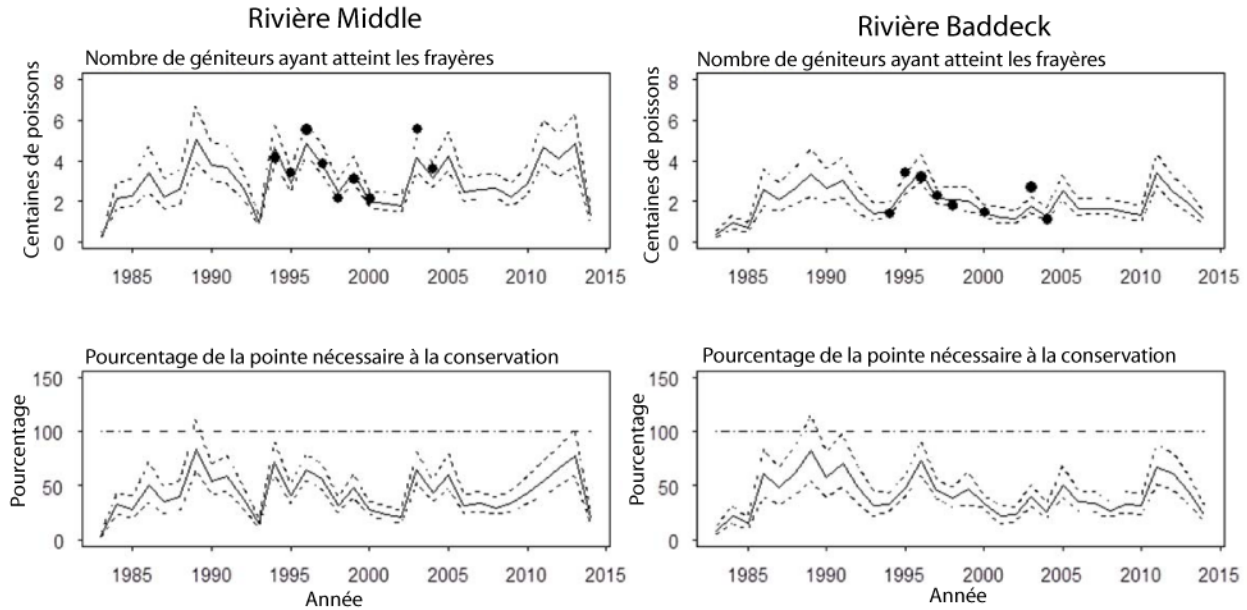 Rivière Middle
Nombre de géniteurs ayant atteint les frayères
Centaines de poissons
8
6
4
2
0
1985 1990 1995 2000 2005 2010 2015
Rivière Baddeck
Nombre de géniteurs ayant atteint les frayères
Centaines de poissons
8
6
4
2
0
1985 1990 1995 2000 2005 2010 2015
Pourcentage de la pointe nécessaire à la conservation
Pourcentage
150
100
50
0
1985 1990 1995 2000 2005 2010 2015
Année
Pourcentage de la pointe nécessaire à la conservation
Pourcentage
150
100
50
0
1985 1990 1995 2000 2005 2010 2015
Année